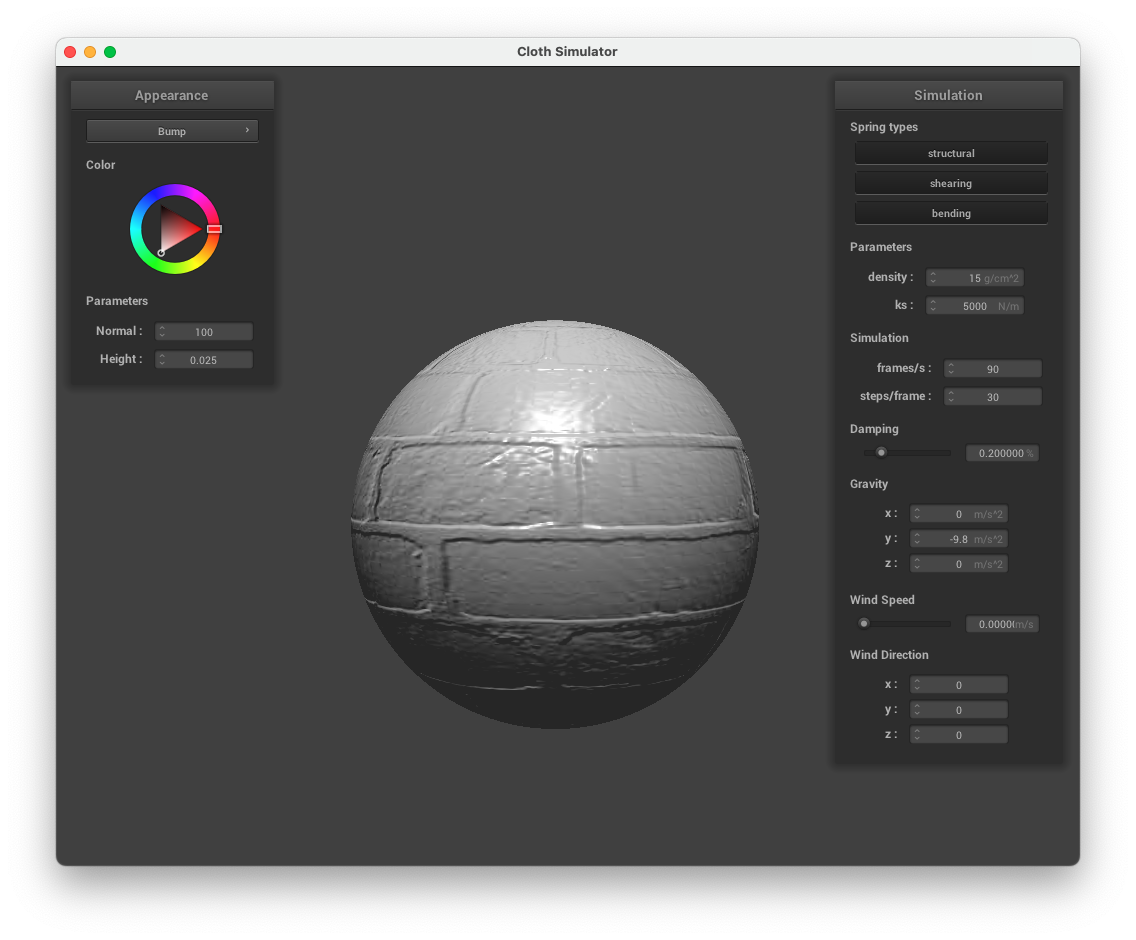 Cloth Simulator
Appearance
Bump
Color
Parameters
Normal : 100
Height : 0.025
Simulation
Spring types
structural
shearing
bending
Parameters
density : 15 g/cm^2
ks : 5000 N/m
Simulation
frames/s : 90
steps/frame : 30
Damping
0.200000 %
Gravity
x : 0 m/s^2
y : -9.8 m/s^2
z : 0 m/s^2
Wind Speed
0.0000 m/s
Wind Direction
x : 0
y : 0
z : 0